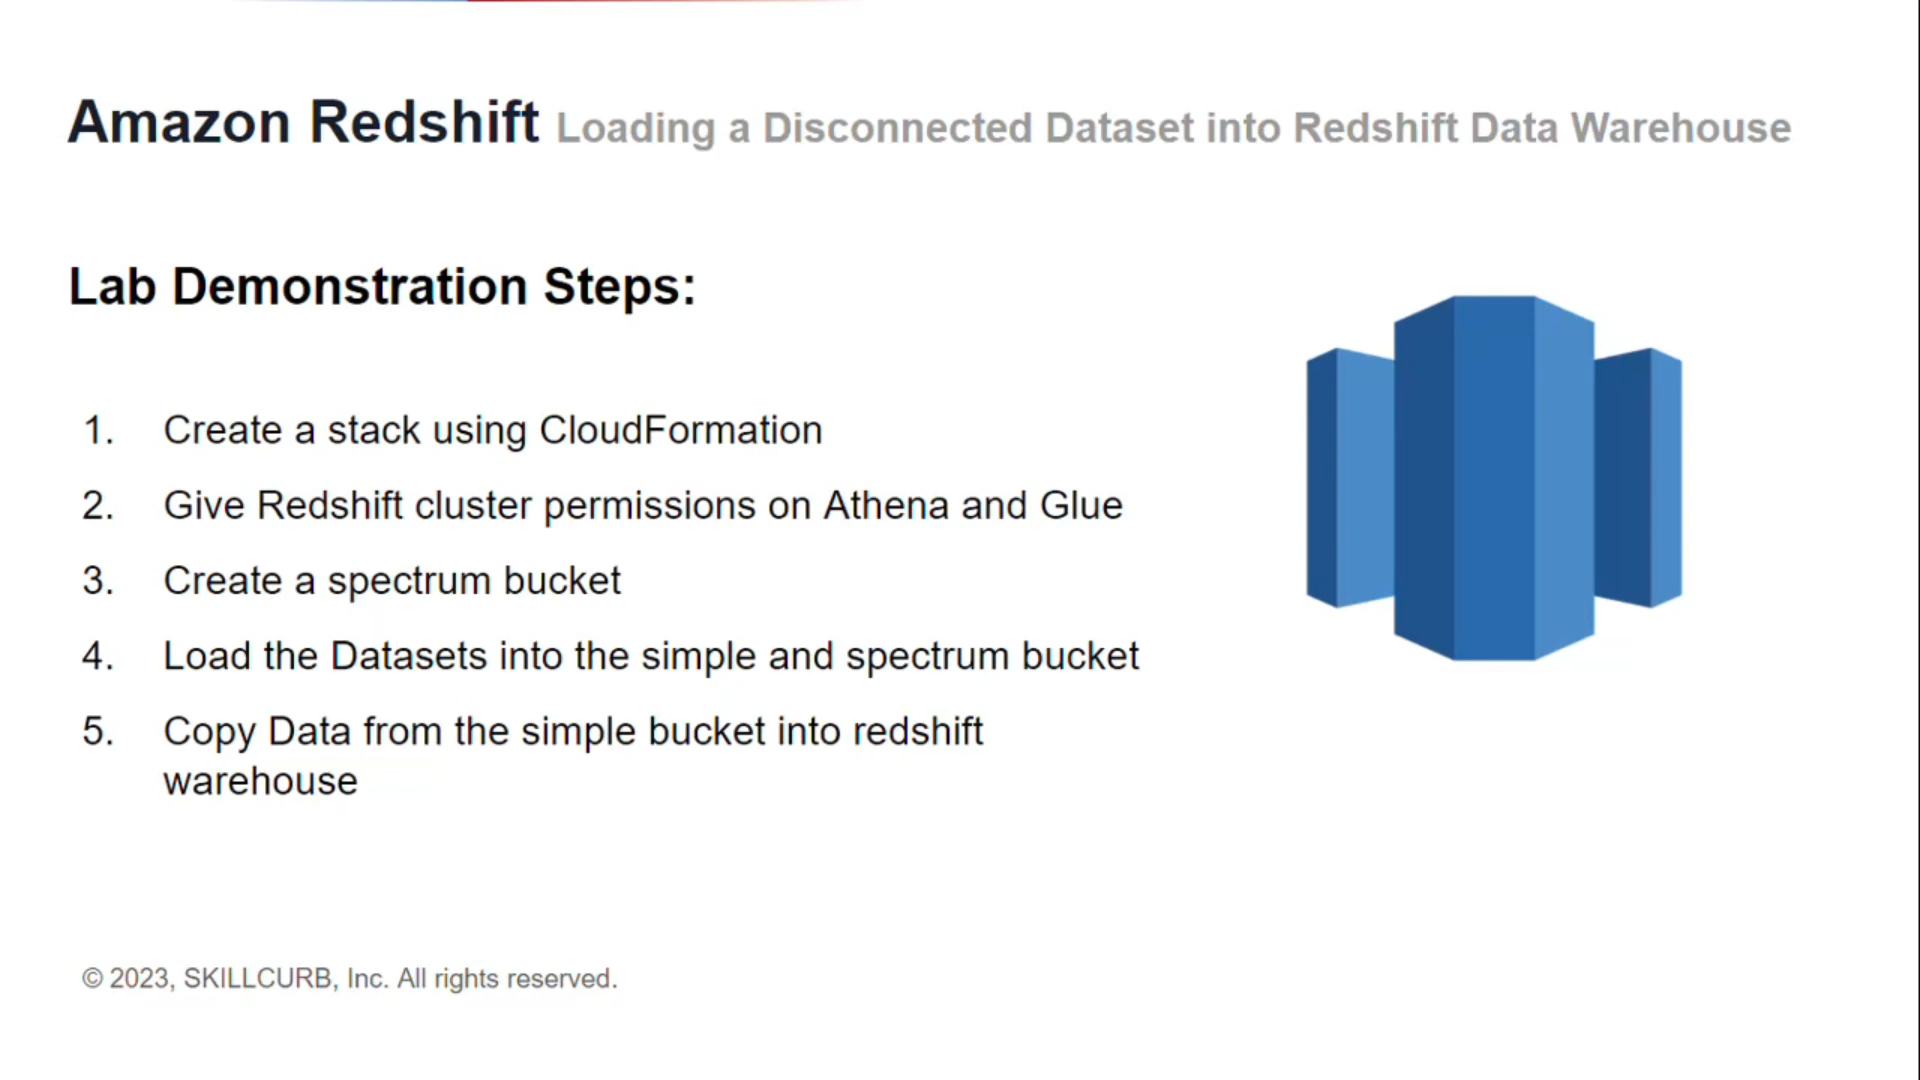 Amazon Redshift Loading a Disconnected Dataset into Redshift Data Warehouse
Lab Demonstration Steps:
1. Create a stack using CloudFormation
2. Give Redshift cluster permissions on Athena and Glue
3. Create a spectrum bucket
4. Load the Datasets into the simple and spectrum bucket
5. Copy Data from the simple bucket into redshift
warehouse
© 2023, SKILLCURB, Inc. All rights reserved.